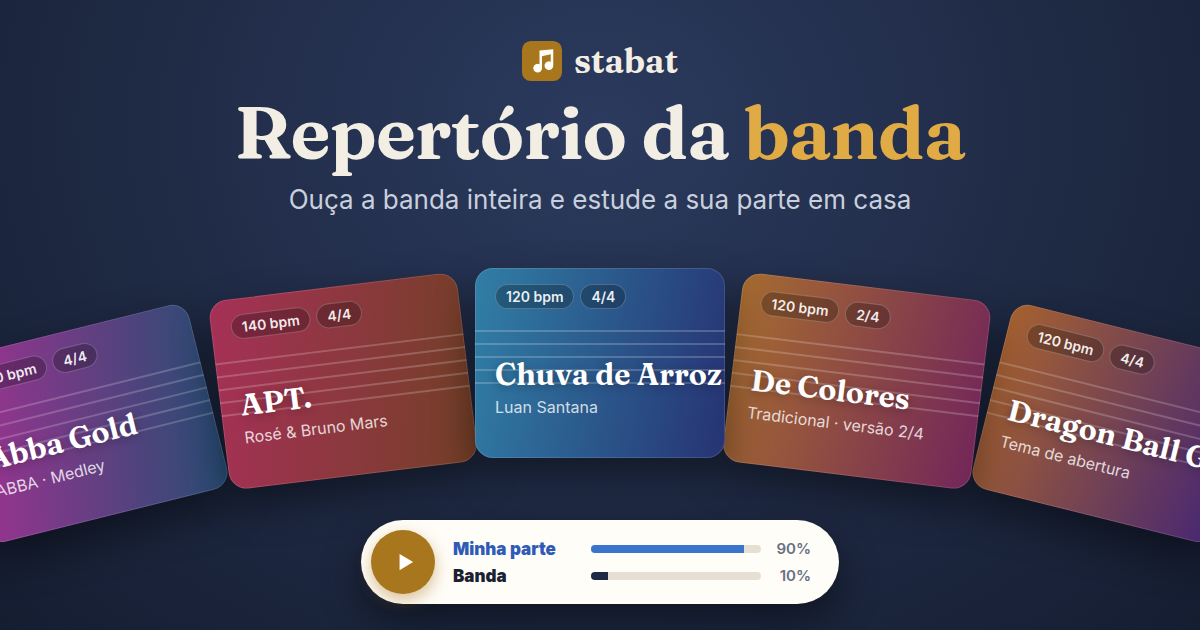 stabat
Repertório da banda
Ouça a banda inteira e estude a sua parte em casa
bpm 4/4
Abba Gold
ABBA · Medley
140 bpm 4/4
APT.
Rosé & Bruno Mars
120 bpm 4/4
Chuva de Arroz
Luan Santana
120 bpm 2/4
De Colores
Tradicional · versão 2/4
120 bpm 4/4
Dragon Ball
Tema de abertura
Minha parte 90%
Banda 10%